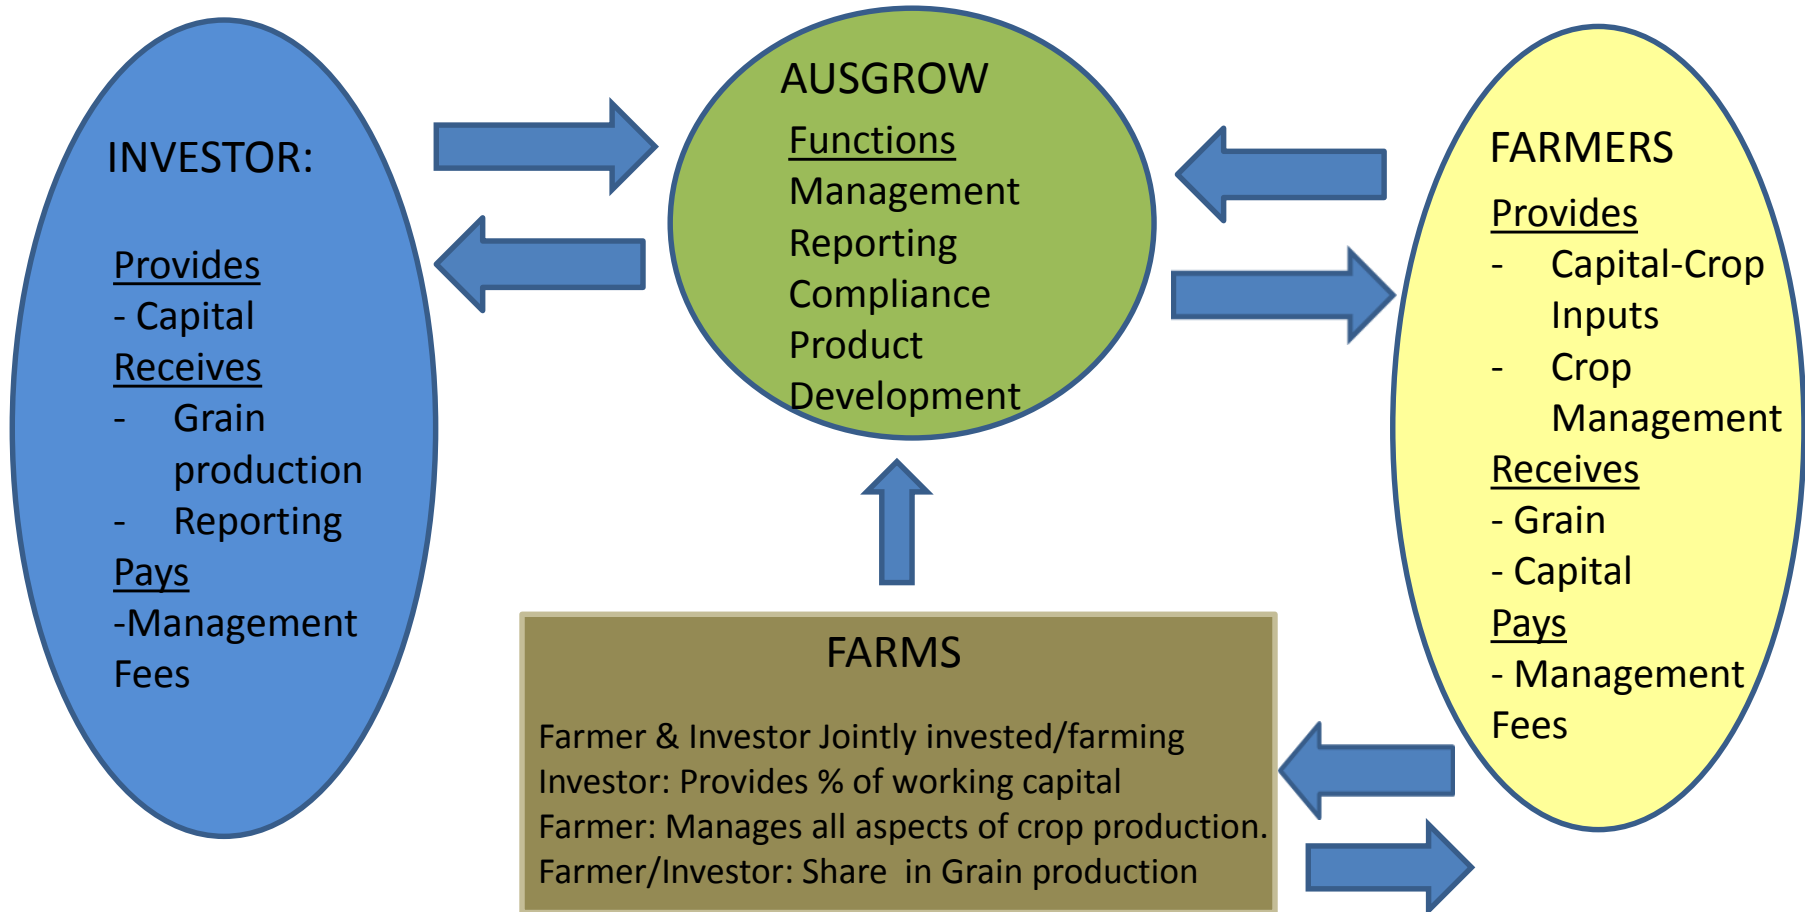 INVESTOR:
Provides
- Capital
Receives
- Grain
production
- Reporting
Pays
-Management
Fees
AUSGROW
Functions
Management
Reporting
Compliance
Product
Development
FARMERS
Provides
- Capital-Crop
Inputs
- Crop
Management
Receives
- Grain
- Capital
Pays
- Management
Fees
FARMS
Farmer & Investor Jointly invested/farming
Investor: Provides % of working capital
Farmer: Manages all aspects of crop production.
Farmer/Investor: Share in Grain production